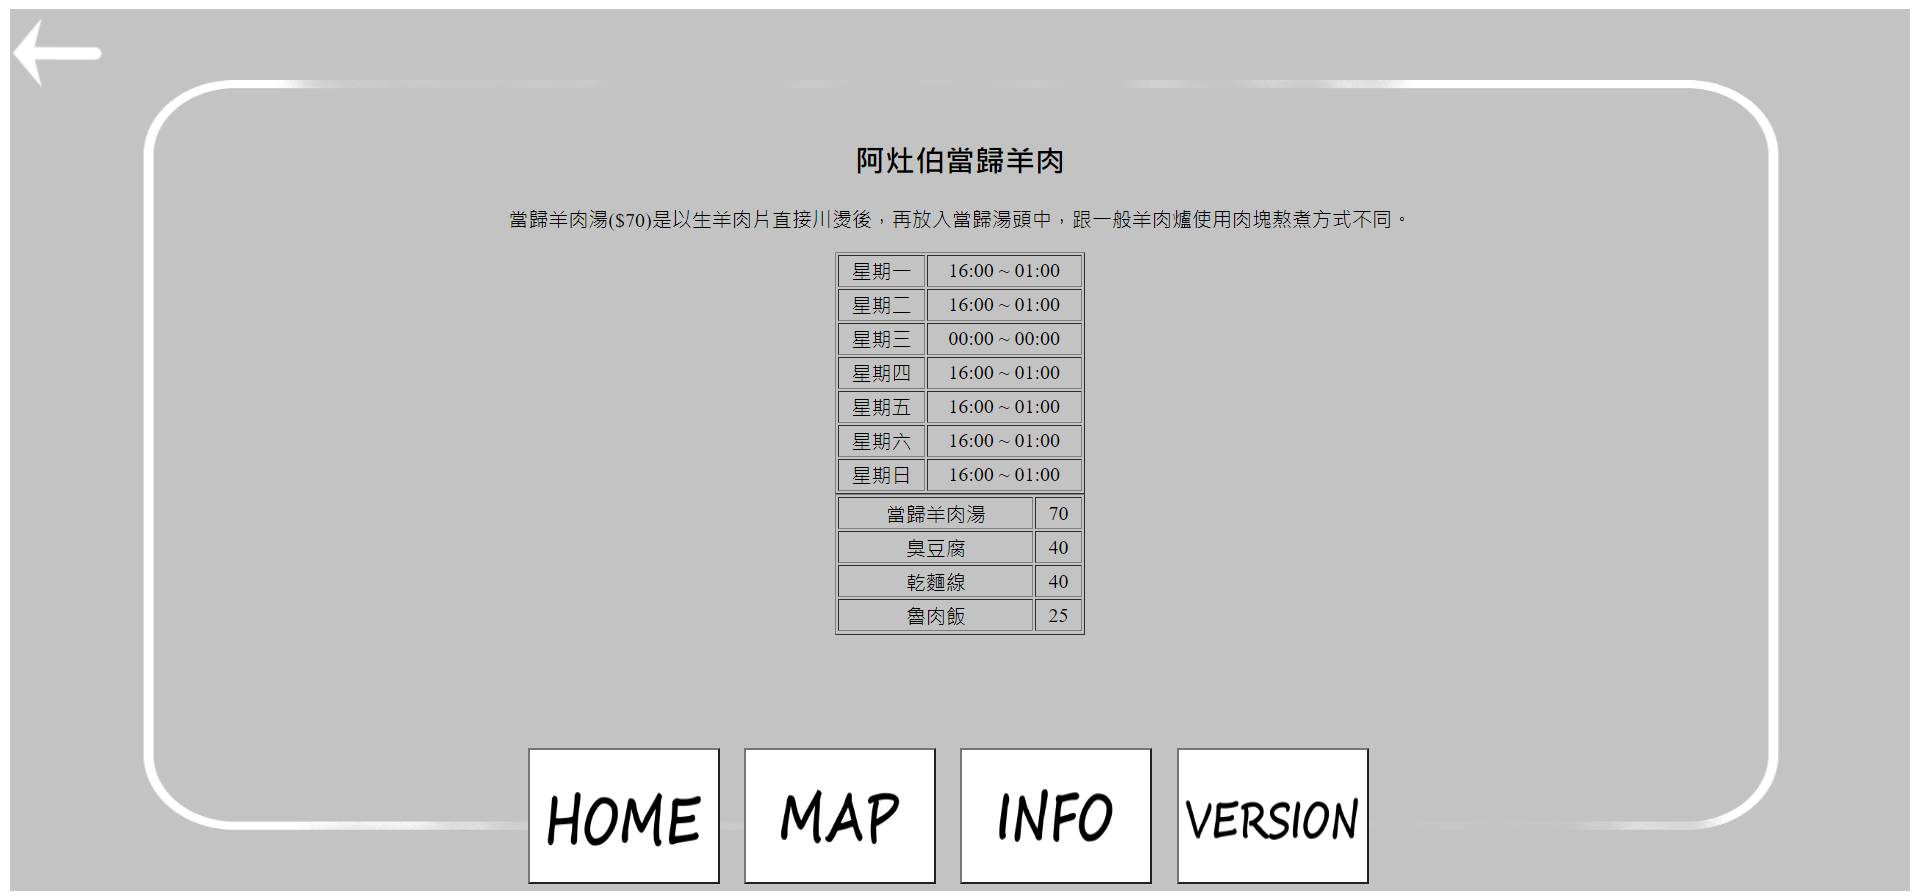 阿灶伯當歸羊肉
當歸羊肉湯($70)是以生羊肉片直接川燙後，再放入當歸湯頭中，跟一般羊肉爐使用肉塊熬煮方式不同。
星期一 16:00 ~ 01:00
星期二 16:00 ~ 01:00
星期三 00:00 ~ 00:00
星期四 16:00 ~ 01:00
星期五 16:00 ~ 01:00
星期六 16:00 ~ 01:00
星期日 16:00 ~ 01:00
當歸羊肉湯 70
臭豆腐 40
乾麵線 40
魯肉飯 25
HOME MAP INFO VERSION